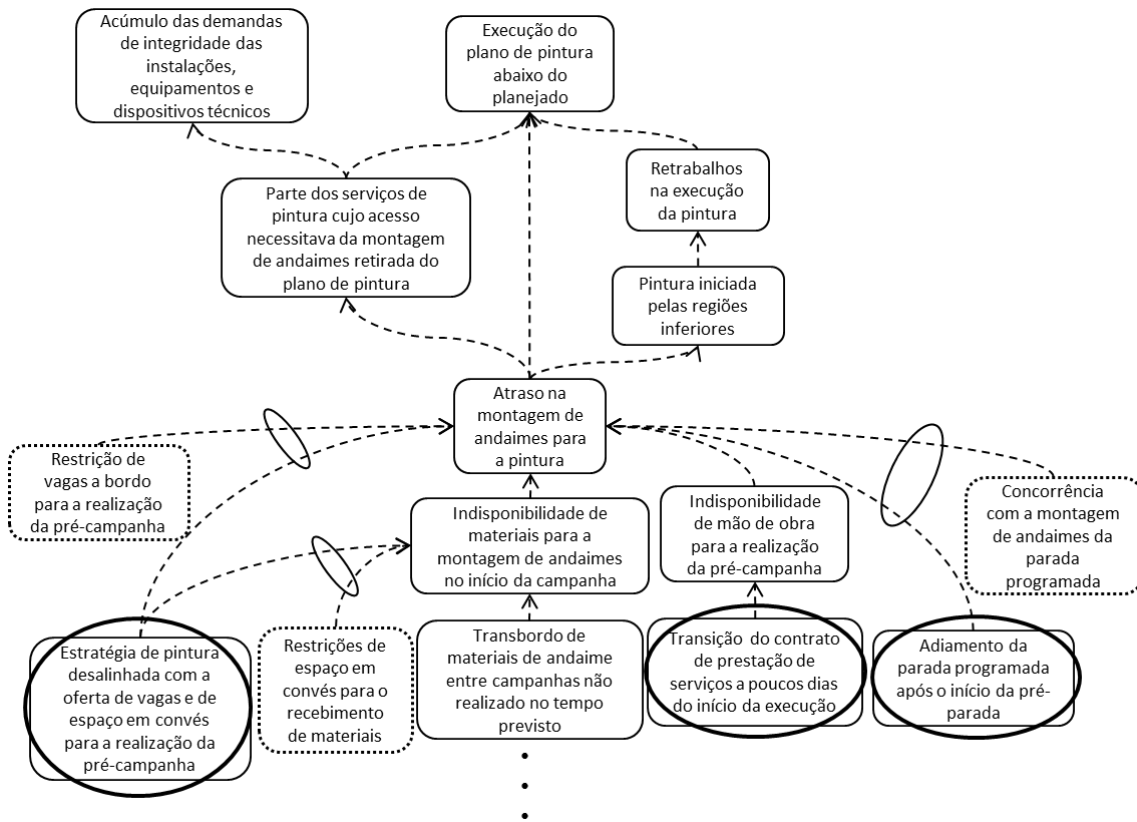 Acúmulo das demandas
de integridade das
instalações,
equipamentos e
dispositivos técnicos
Execução do
plano de pintura
abaixo do
planejado
Parte dos serviços de
pintura cujo acesso
necessitava da montagem
de andaimes retirada do
plano de pintura
Retrabalhos
na execução
da pintura
Pintura iniciada
pelas regiões
inferiores
Atraso na
montagem de
andaimes para
a pintura
Restrição de
vagas a bordo
para a realização
da pré-campanha
Indisponibilidade de
materiais para a
montagem de andaimes
no início da campanha
Indisponibilidade
de mão de obra
para a realização
da pré-campanha
Concorrência
com a montagem
de andaimes da
parada
programada
Estratégia de pintura
desalinhada com a
oferta de vagas e de
espaço em convés
para a realização da
pré-campanha
Restrições de
espaço em
convés para o
recebimento
de materiais
Transbordo de
materiais de andaime
entre campanhas não
realizado no tempo
previsto
Transição do contrato
de prestação de
serviços a poucos dias
do início da execução
Adiamento da
parada programada
após o início da pré-
parada